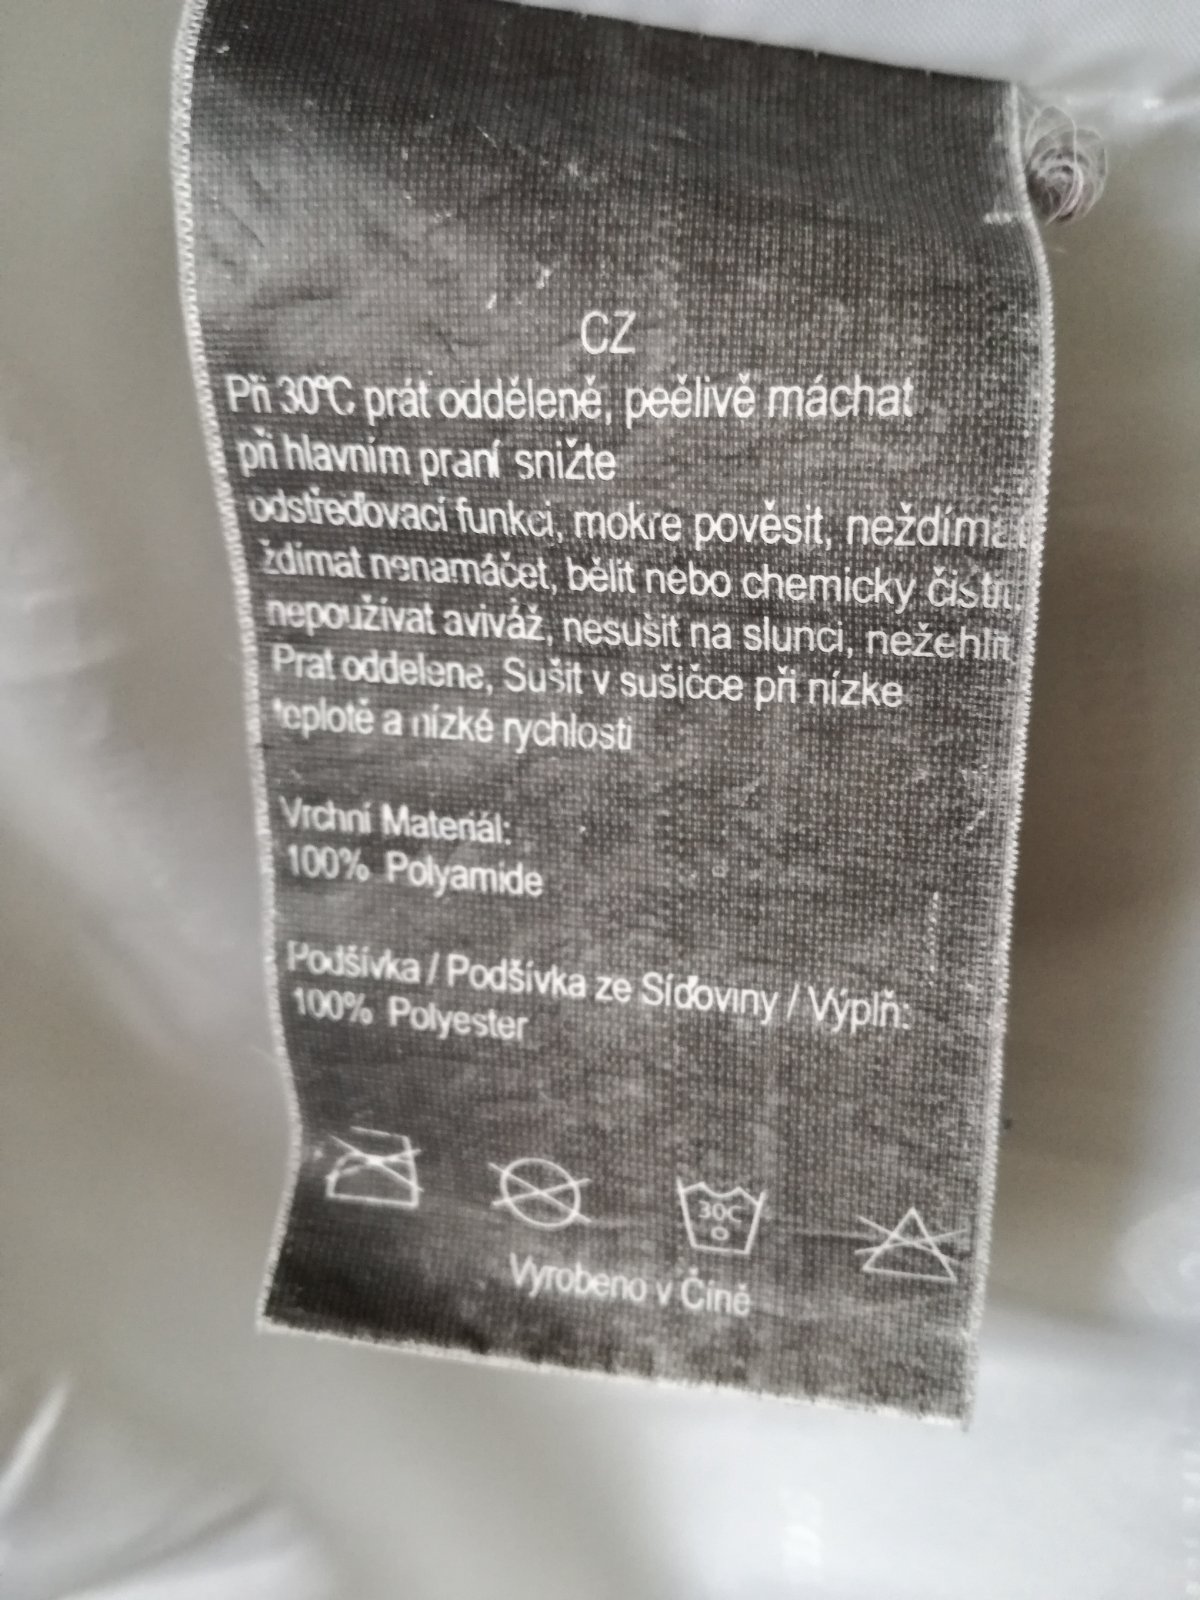 CZ
Při 30°C prát odděleně, peělivě máchat
při hlavním praní snižte
odstřeďovací funkci, mokre pověsit, neždímat
ždímat nenamáčet, bělit nebo chemicky čistit,
nepoužívat aviváž, nesušit na slunci, nežehlit
Prat oddelene, Sušit v sušičce při nízke
teplotě a nízké rychlosti
Vrchní Materiál:
100% Polyamide
Podšívka / Podšívka ze Síďoviny / Výplň:
100% Polyester
30C
Vyrobeno v Číně